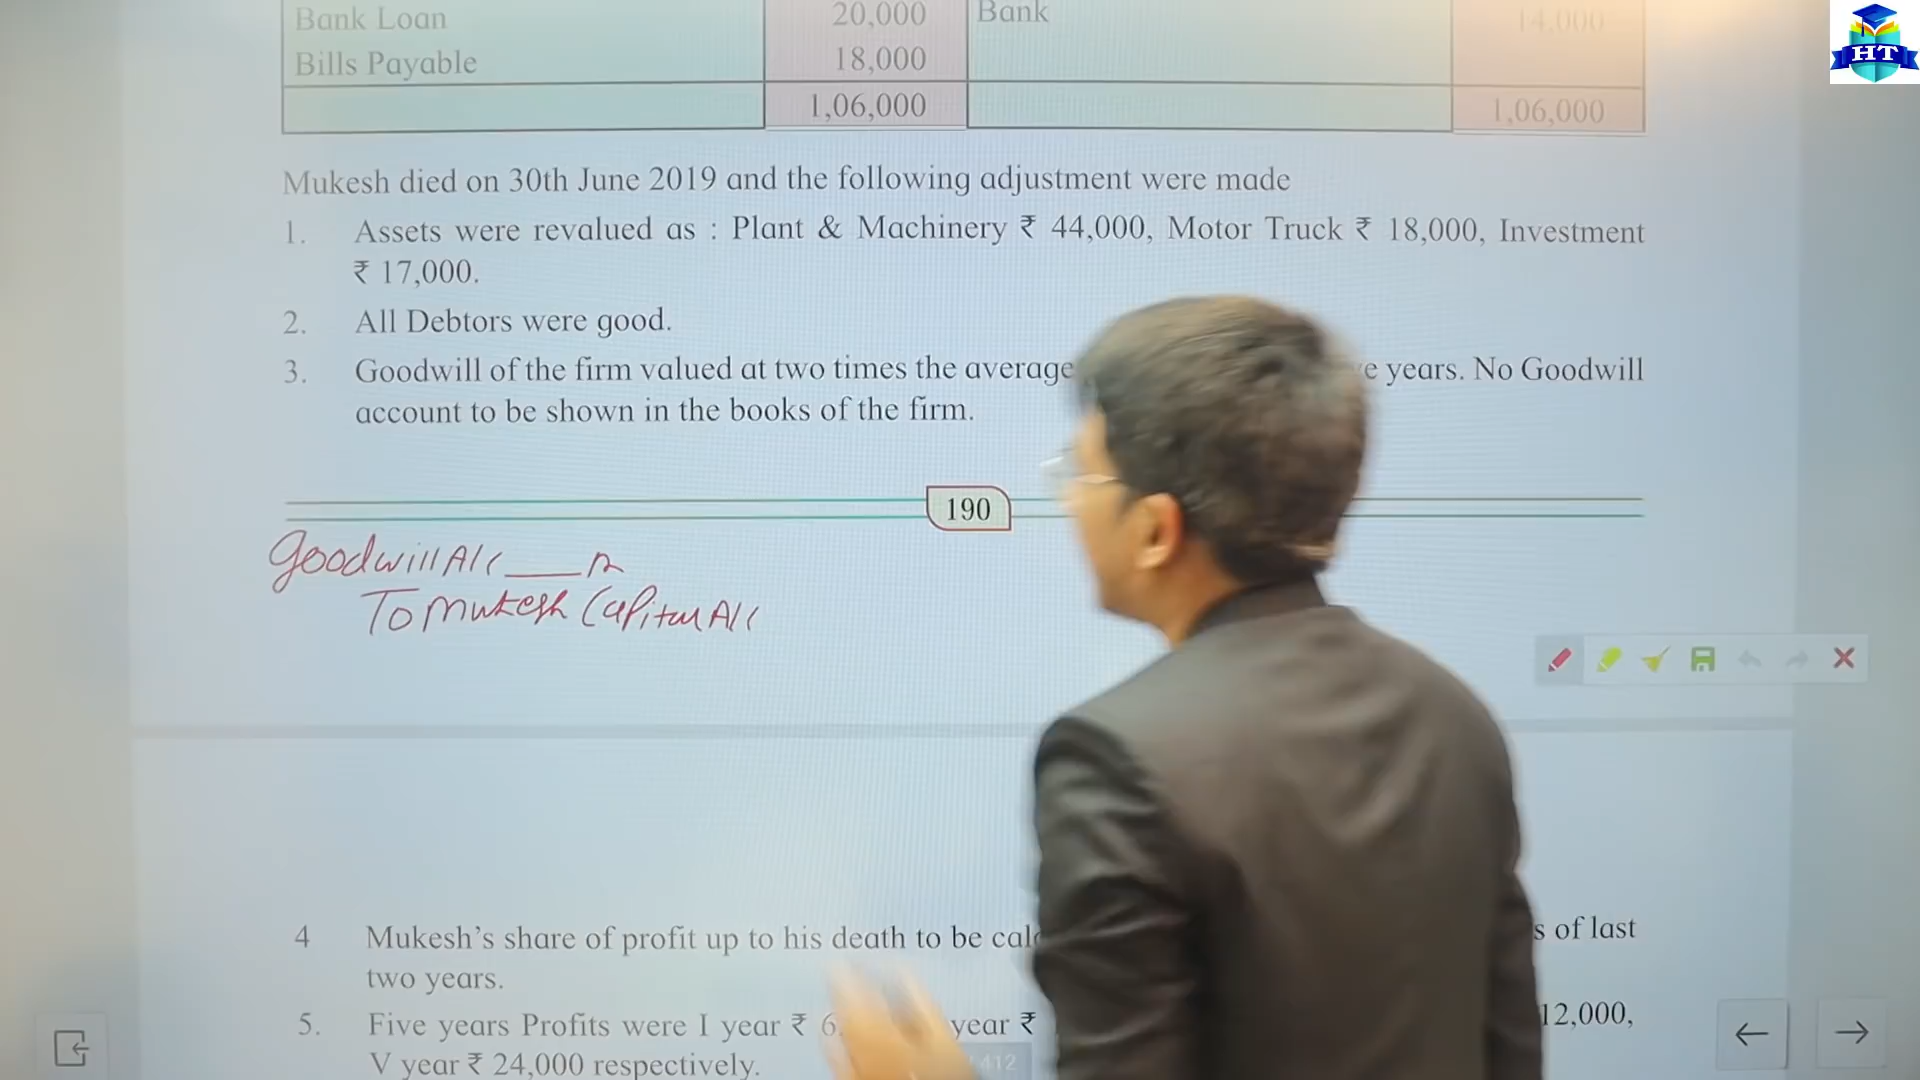 Bank Loan 20,000 Bank 14,000
Bills Payable 18,000
1,06,000 1,06,000
Mukesh died on 30th June 2019 and the following adjustment were made
1. Assets were revalued as : Plant & Machinery ₹ 44,000, Motor Truck ₹ 18,000, Investment
₹ 17,000.
2. All Debtors were good.
3. Goodwill of the firm valued at two times the average years. No Goodwill
account to be shown in the books of the firm.
190
Goodwill A/c ___ Dr
To Mukesh Capital A/c
4 Mukesh's share of profit up to his death to be of last
two years.
5. Five years Profits were I year ₹ year ₹ 12,000,
V year ₹ 24,000 respectively.
HT